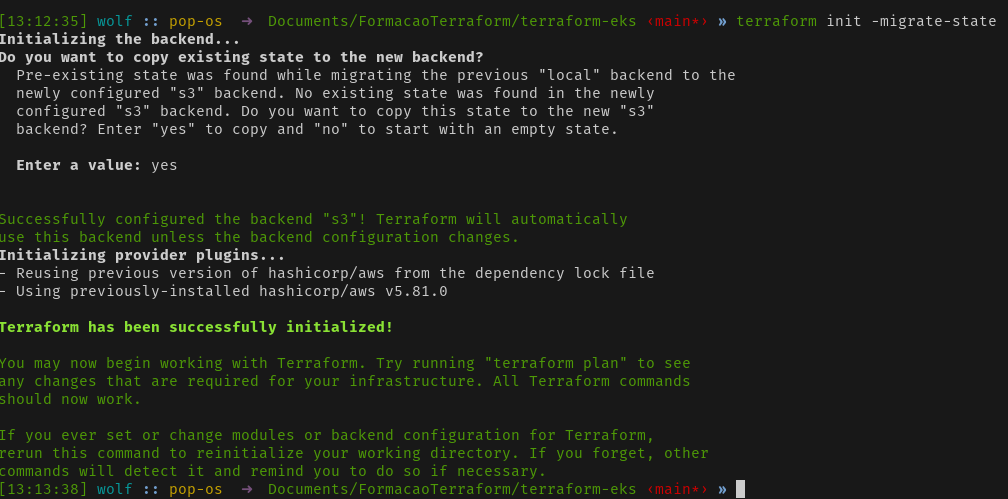 [13:12:35] wolf :: pop-os ➜ Documents/FormacaoTerraform/terraform-eks ‹main*› » terraform init -migrate-state
Initializing the backend...
Do you want to copy existing state to the new backend?
Pre-existing state was found while migrating the previous "local" backend to the
newly configured "s3" backend. No existing state was found in the newly
configured "s3" backend. Do you want to copy this state to the new "s3"
backend? Enter "yes" to copy and "no" to start with an empty state.
Enter a value: yes
Successfully configured the backend "s3"! Terraform will automatically
use this backend unless the backend configuration changes.
Initializing provider plugins...
- Reusing previous version of hashicorp/aws from the dependency lock file
- Using previously-installed hashicorp/aws v5.81.0
Terraform has been successfully initialized!
You may now begin working with Terraform. Try running "terraform plan" to see
any changes that are required for your infrastructure. All Terraform commands
should now work.
If you ever set or change modules or backend configuration for Terraform,
rerun this command to reinitialize your working directory. If you forget, other
commands will detect it and remind you to do so if necessary.
[13:13:38] wolf :: pop-os ➜ Documents/FormacaoTerraform/terraform-eks ‹main*› »